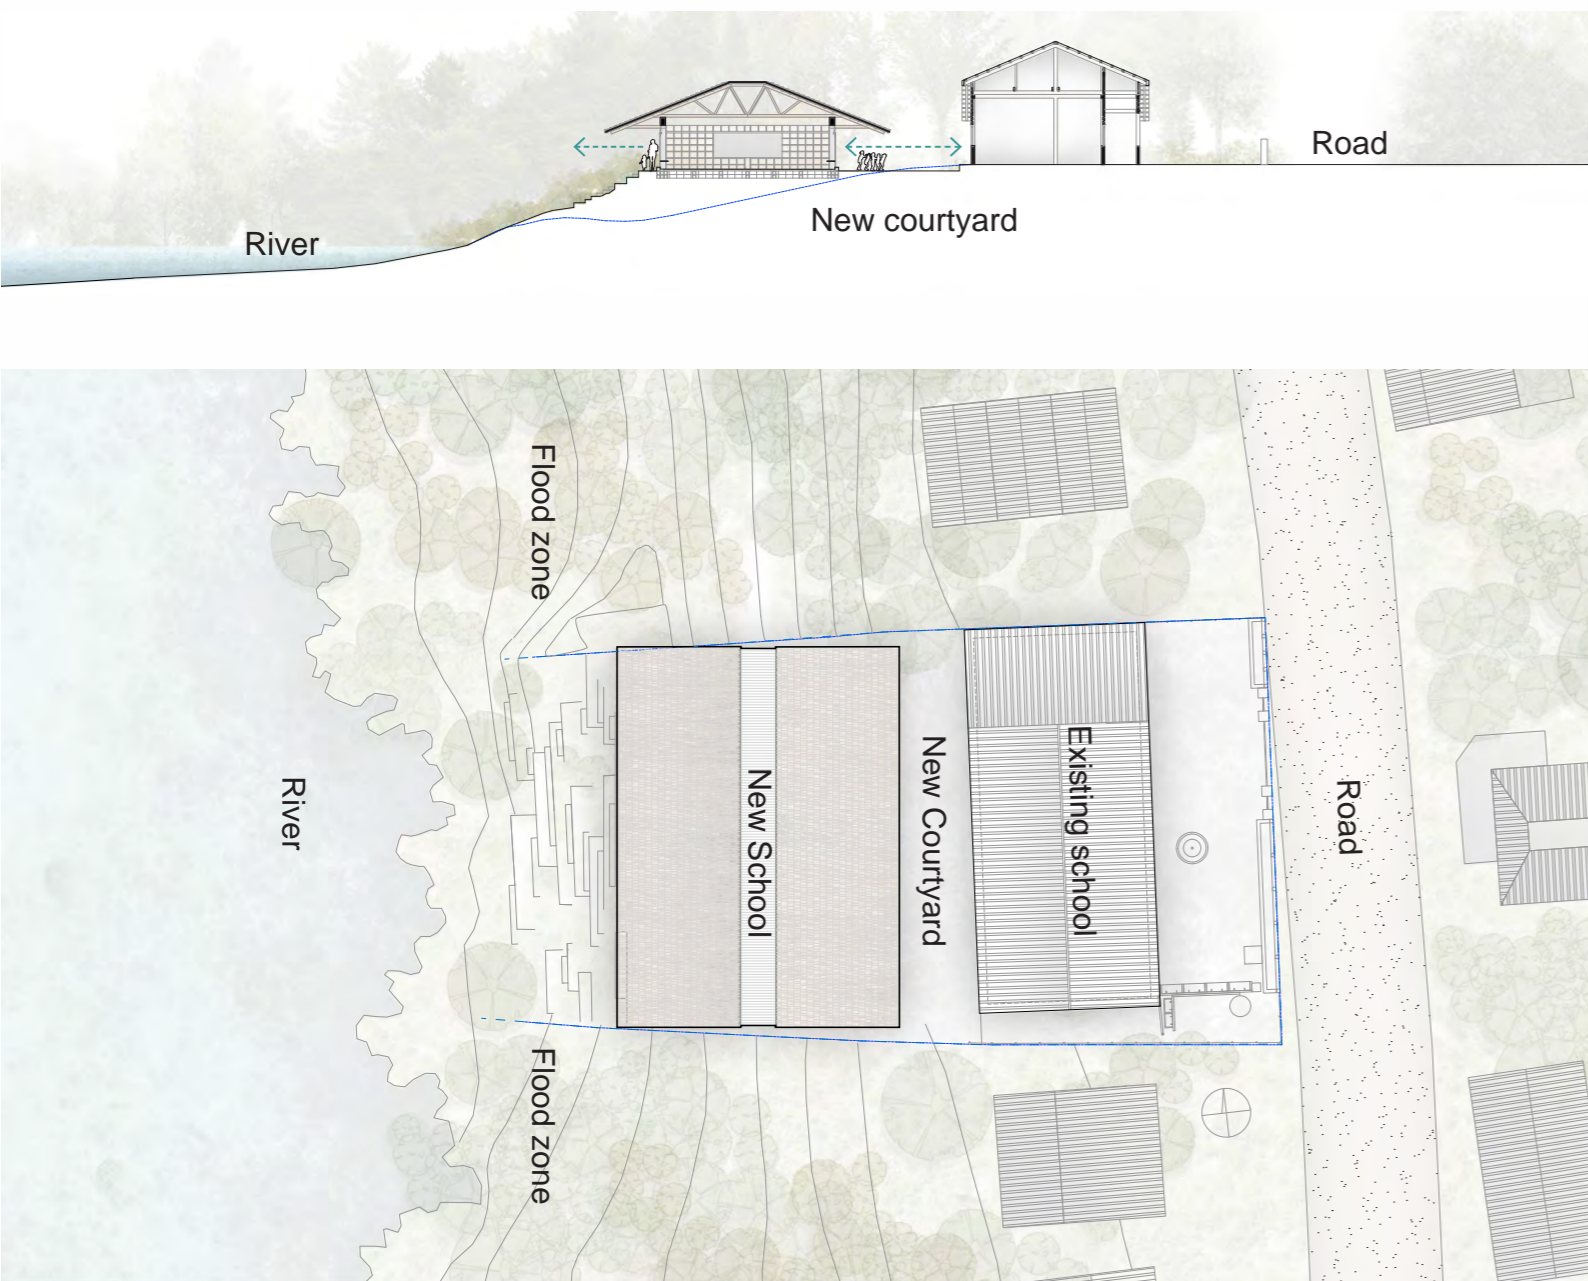 Road
New courtyard
River
Flood zone
River
New School
New Courtyard
Existing school
Road
Flood zone